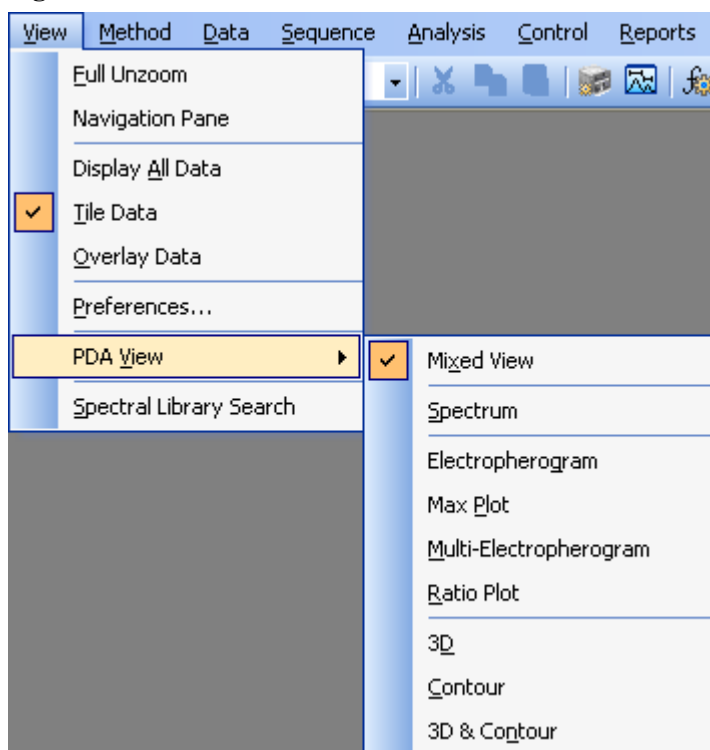 View Method Data Sequence Analysis Control Reports
Full Unzoom
Navigation Pane
Display All Data
Tile Data
Overlay Data
Preferences...
PDA View
Spectral Library Search
Mixed View
Spectrum
Electropherogram
Max Plot
Multi-Electropherogram
Ratio Plot
3D
Contour
3D & Contour